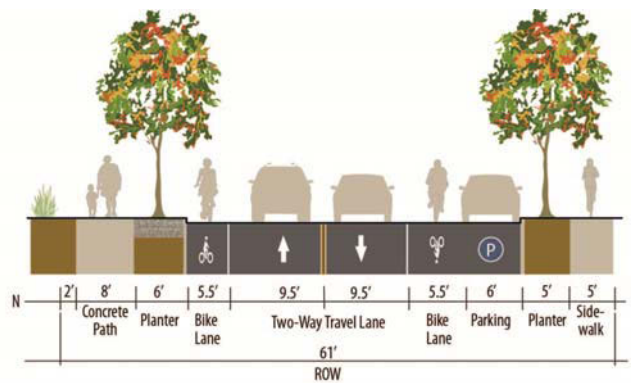 P
N 2' 8' 6' 5.5' 9.5' 9.5' 5.5' 6' 5' 5'
Concrete Path Planter Bike Lane Two-Way Travel Lane Bike Lane Parking Planter Side-walk
61'
ROW